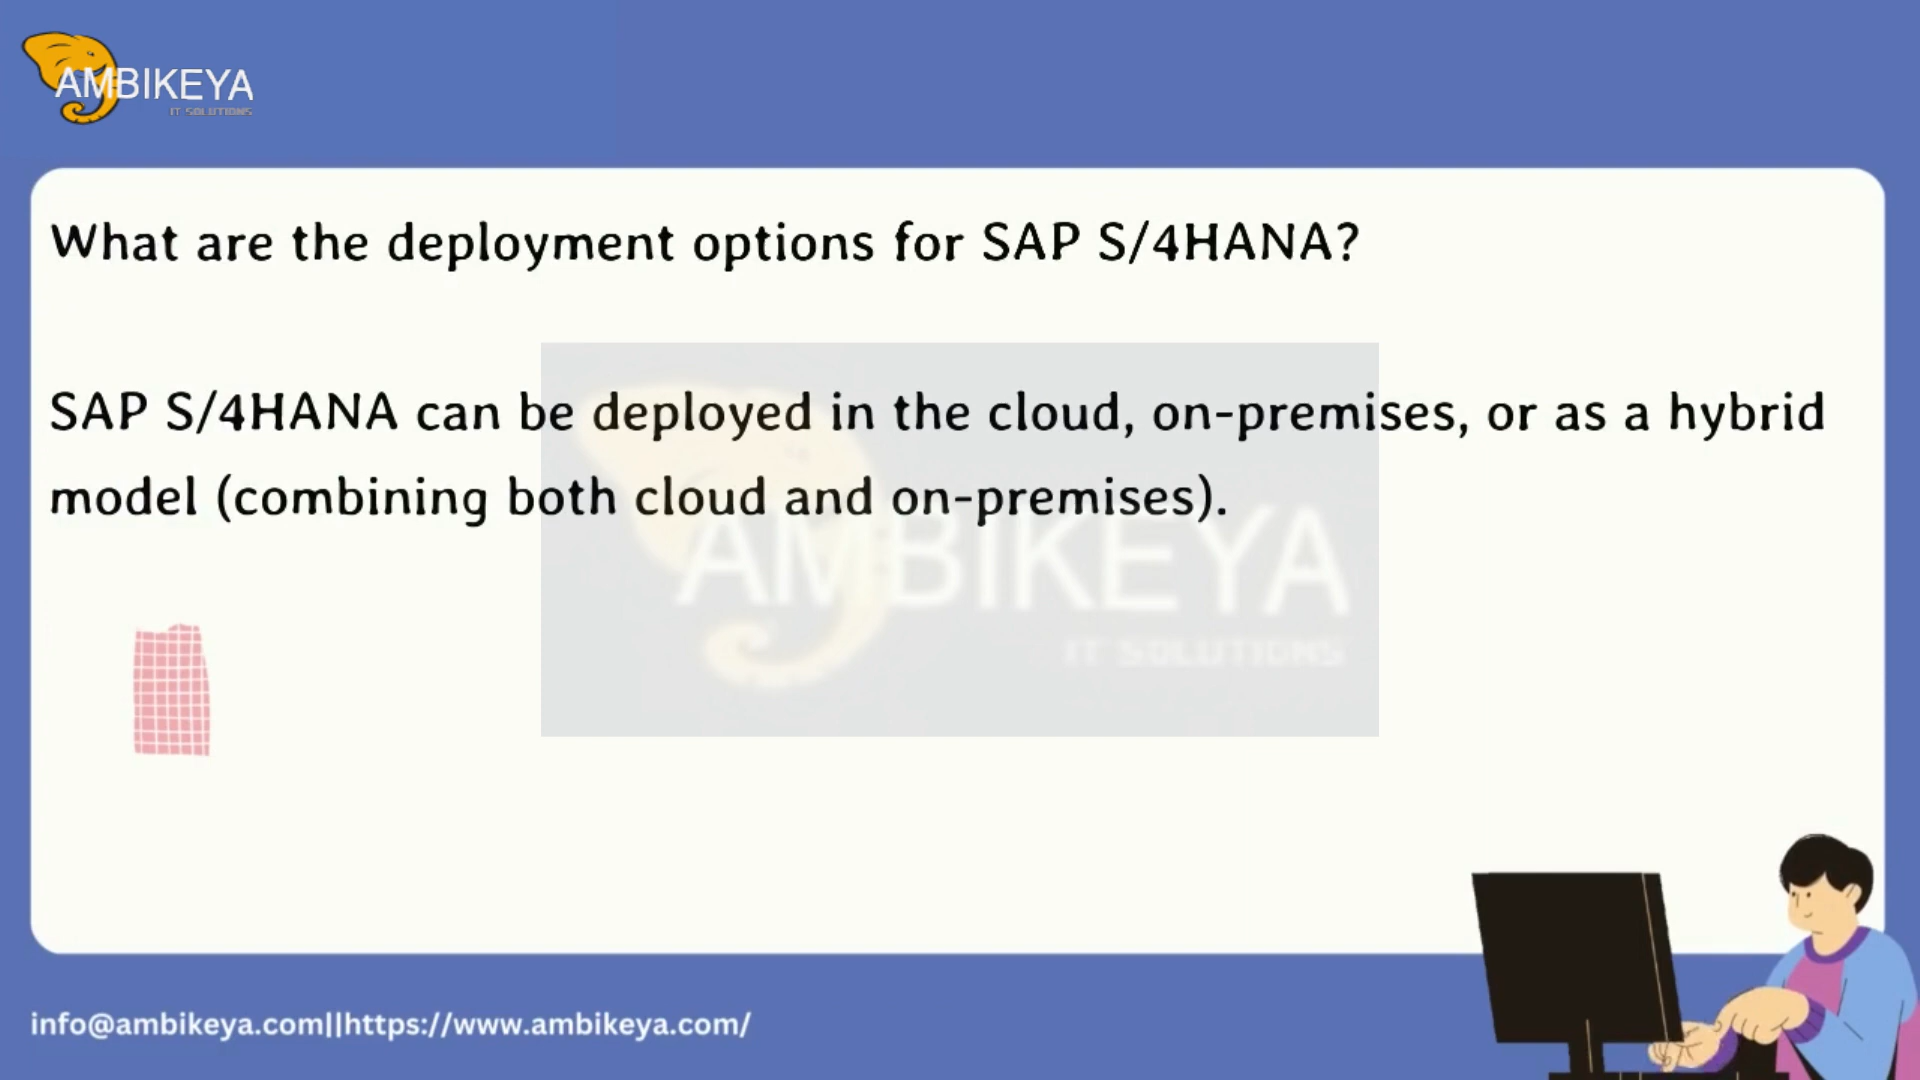 AMBIKEYA
IT SOLUTIONS
What are the deployment options for SAP S/4HANA?
SAP S/4HANA can be deployed in the cloud, on-premises, or as a hybrid
model (combining both cloud and on-premises).
AMBIKEYA
IT SOLUTIONS
info@ambikeya.com||https://www.ambikeya.com/